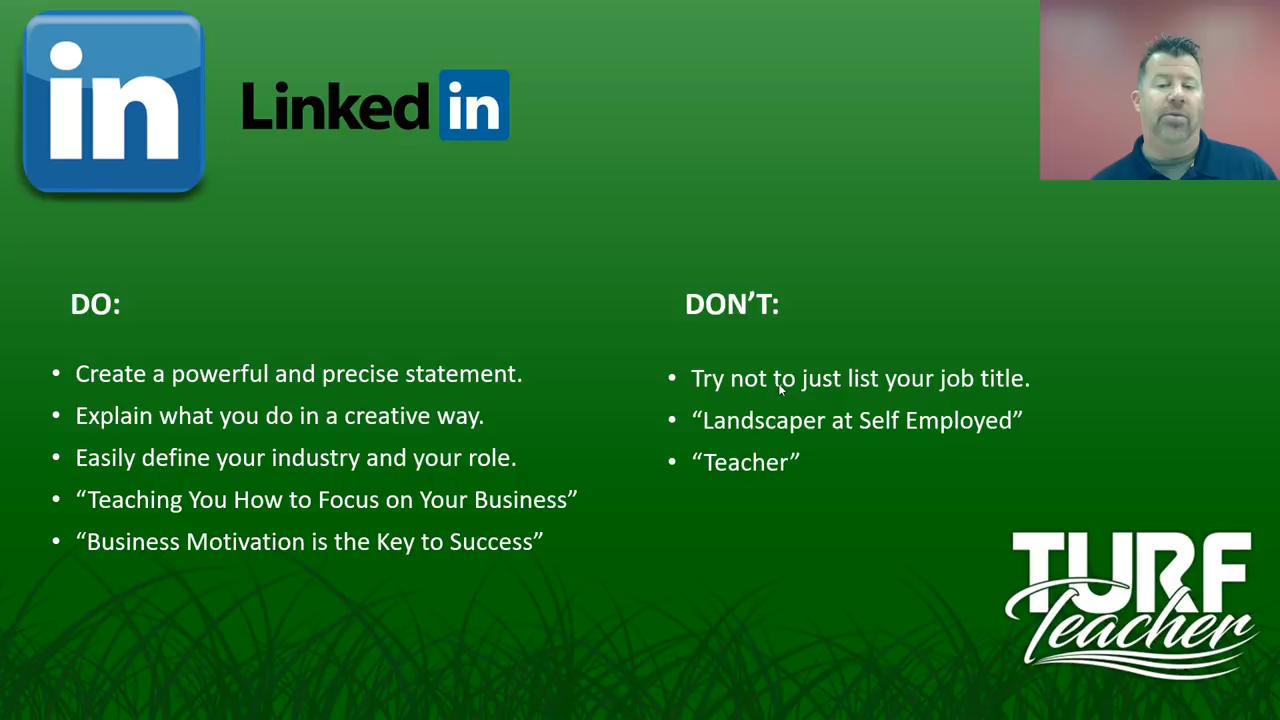 in
Linked in
DO:
• Create a powerful and precise statement.
• Explain what you do in a creative way.
• Easily define your industry and your role.
• “Teaching You How to Focus on Your Business”
• “Business Motivation is the Key to Success”
DON’T:
• Try not to just list your job title.
• “Landscaper at Self Employed”
• “Teacher”
TURF
Teacher